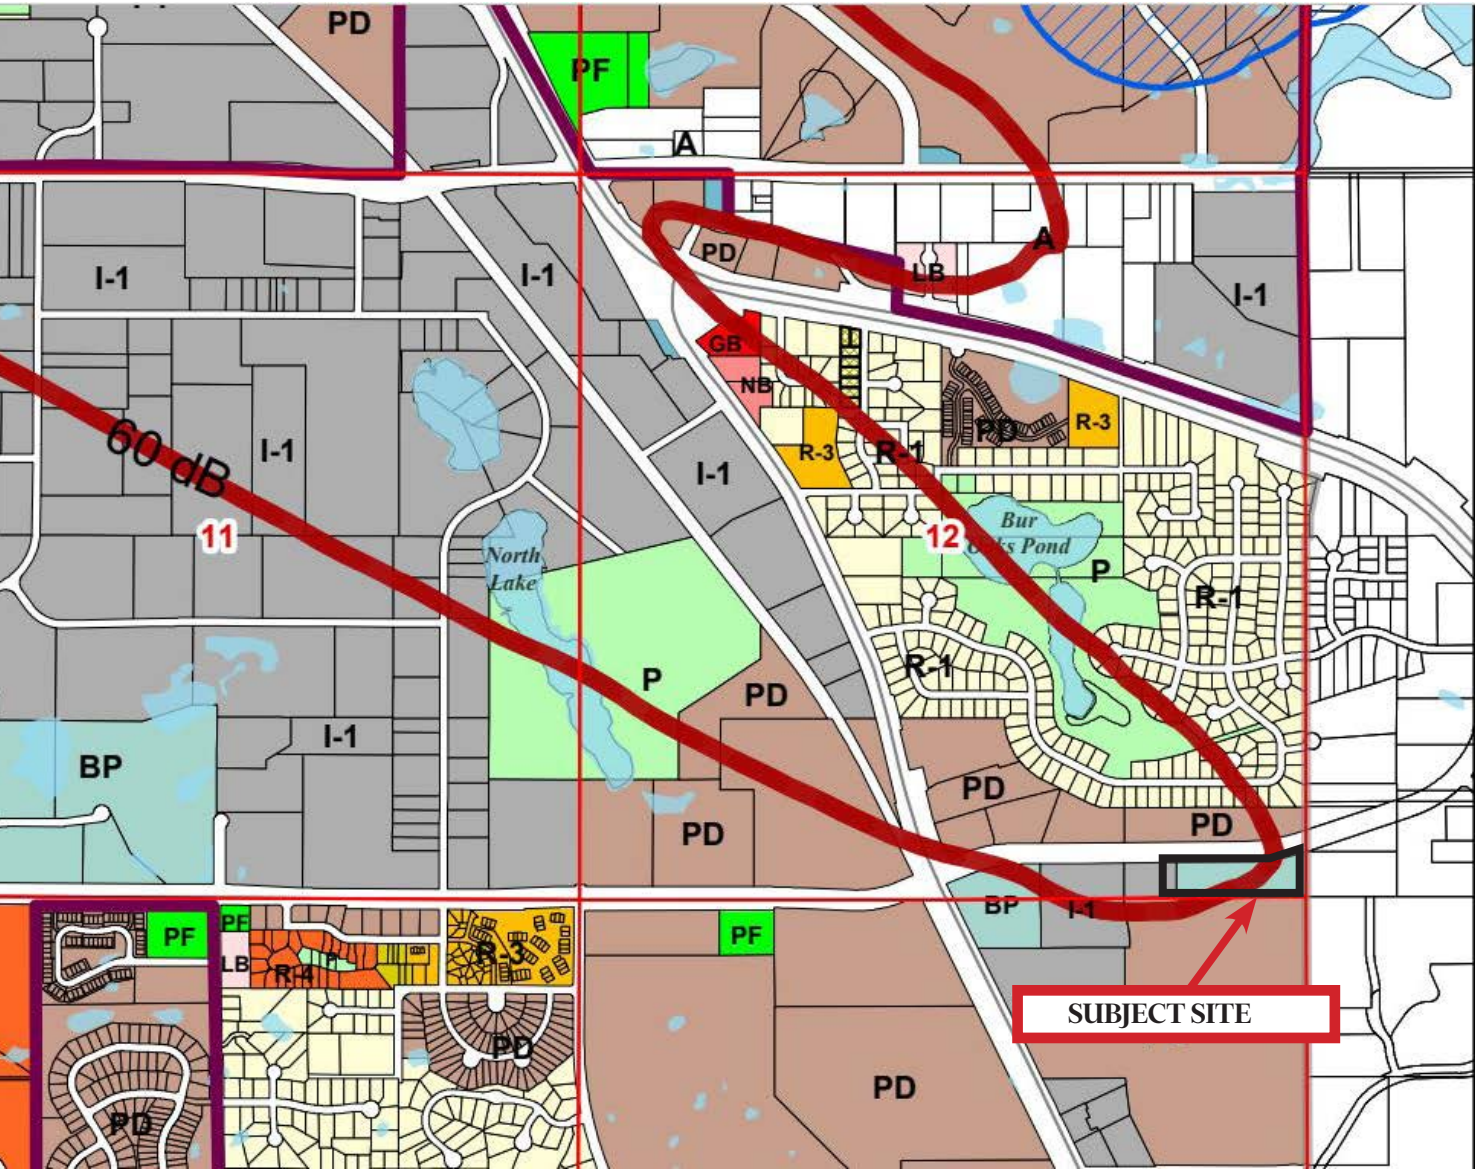 PD
PF
A
A
PD
LB
I-1
I-1
I-1
GB
NB
R-3
PD
R-3
R-1
60 dB
I-1
I-1
11
12
Bur
Oaks Pond
North
Lake
P
R-1
R-1
P
PD
I-1
BP
PD
PD
PD
BP
I-1
PF
PF
PF
LB
R-4
P
R-3
SUBJECT SITE
PD
PD
PD